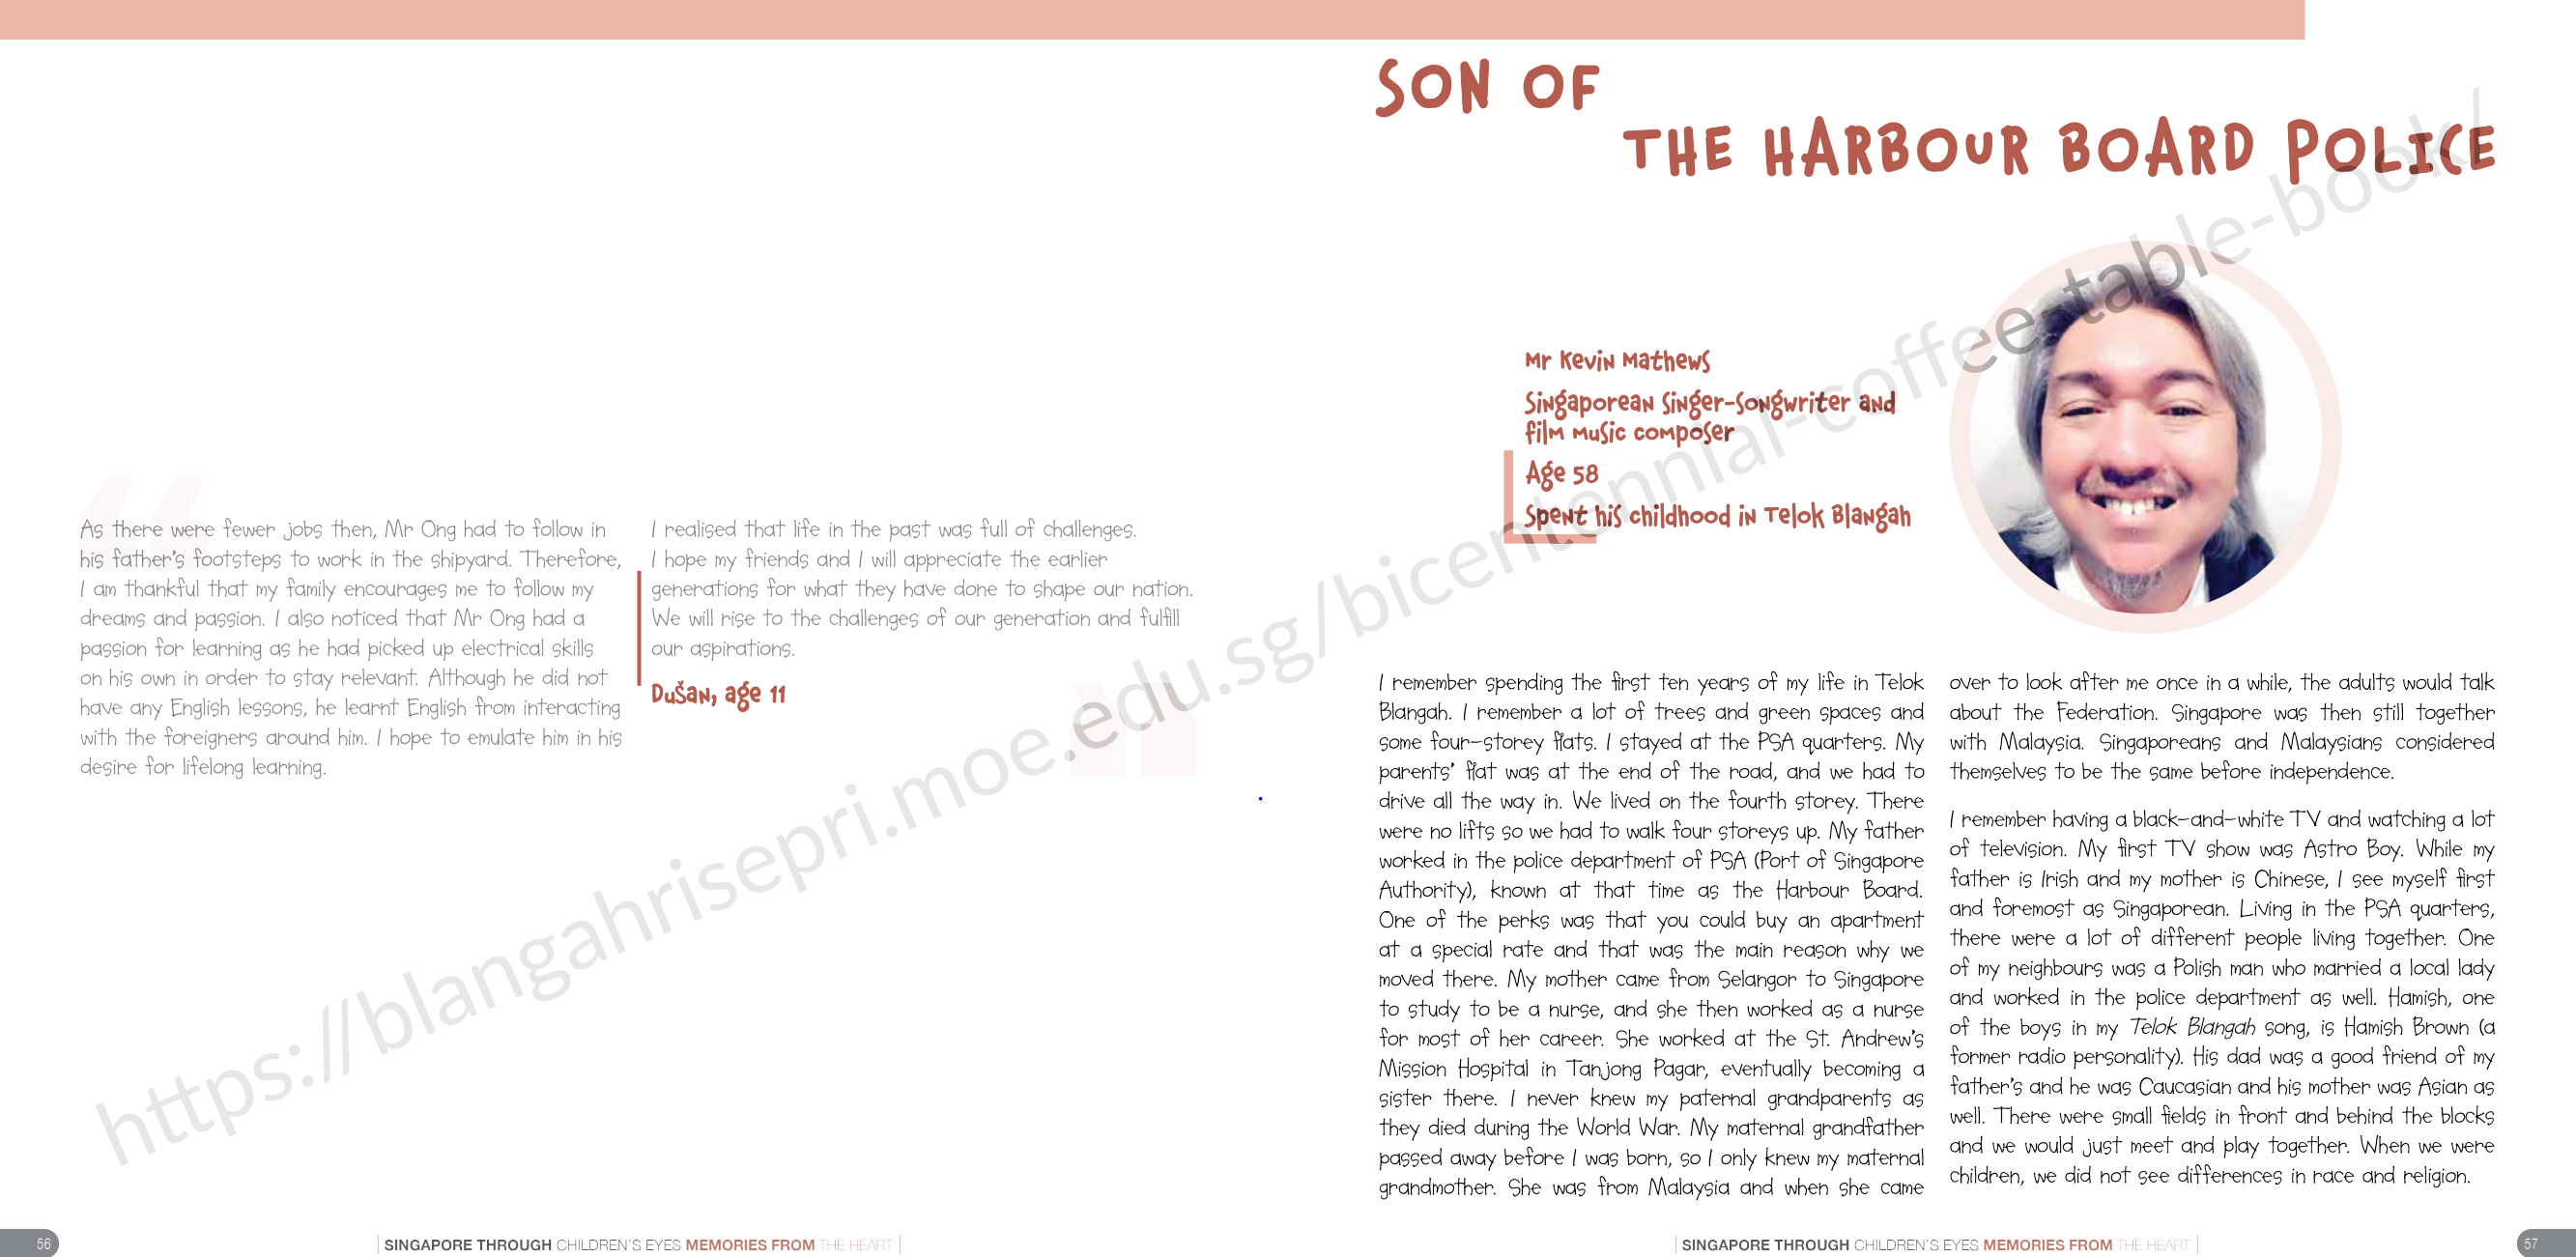 As there were fewer jobs then, Mr Ong had to follow in
his father's footsteps to work in the shipyard. Therefore,
I am thankful that my family encourages me to follow my
dreams and passion. I also noticed that Mr Ong had a
passion for learning as he had picked up electrical skills
on his own in order to stay relevant. Although he did not
have any English lessons, he learnt English from interacting
with the foreigners around him. I hope to emulate him in his
desire for lifelong learning.
I realised that life in the past was full of challenges.
I hope my friends and I will appreciate the earlier
generations for what they have done to shape our nation.
We will rise to the challenges of our generation and fulfill
our aspirations.
Dušan, age 11
56
SINGAPORE THROUGH CHILDREN'S EYES MEMORIES FROM THE HEART
SON OF
THE HARBOUR BOARD POLICE
Mr Kevin Mathews
Singaporean Singer-Songwriter and
film music composer
Age 58
Spent his childhood in Telok Blangah
I remember spending the first ten years of my life in Telok
Blangah. I remember a lot of trees and green spaces and
some four-storey flats. I stayed at the PSA quarters. My
parents' flat was at the end of the road, and we had to
drive all the way in. We lived on the fourth storey. There
were no lifts so we had to walk four storeys up. My father
worked in the police department of PSA (Port of Singapore
Authority), known at that time as the Harbour Board.
One of the perks was that you could buy an apartment
at a special rate and that was the main reason why we
moved there. My mother came from Selangor to Singapore
to study to be a nurse, and she then worked as a nurse
for most of her career. She worked at the St. Andrew's
Mission Hospital in Tanjong Pagar, eventually becoming a
sister there. I never knew my paternal grandparents as
they died during the World War. My maternal grandfather
passed away before I was born, so I only knew my maternal
grandmother. She was from Malaysia and when she came
over to look after me once in a while, the adults would talk
about the Federation. Singapore was then still together
with Malaysia. Singaporeans and Malaysians considered
themselves to be the same before independence.
I remember having a black-and-white TV and watching a lot
of television. My first TV show was Astro Boy. While my
father is Irish and my mother is Chinese, I see myself first
and foremost as Singaporean. Living in the PSA quarters,
there were a lot of different people living together. One
of my neighbours was a Polish man who married a local lady
and worked in the police department as well. Hamish, one
of the boys in my Telok Blangah song, is Hamish Brown (a
former radio personality). His dad was a good friend of my
father's and he was Caucasian and his mother was Asian as
well. There were small fields in front and behind the blocks
and we would just meet and play together. When we were
children, we did not see differences in race and religion.
SINGAPORE THROUGH CHILDREN'S EYES MEMORIES FROM THE HEART
57
https://blangahrisepri.moe.edu.sg/bicentennial-coffee-table-book/